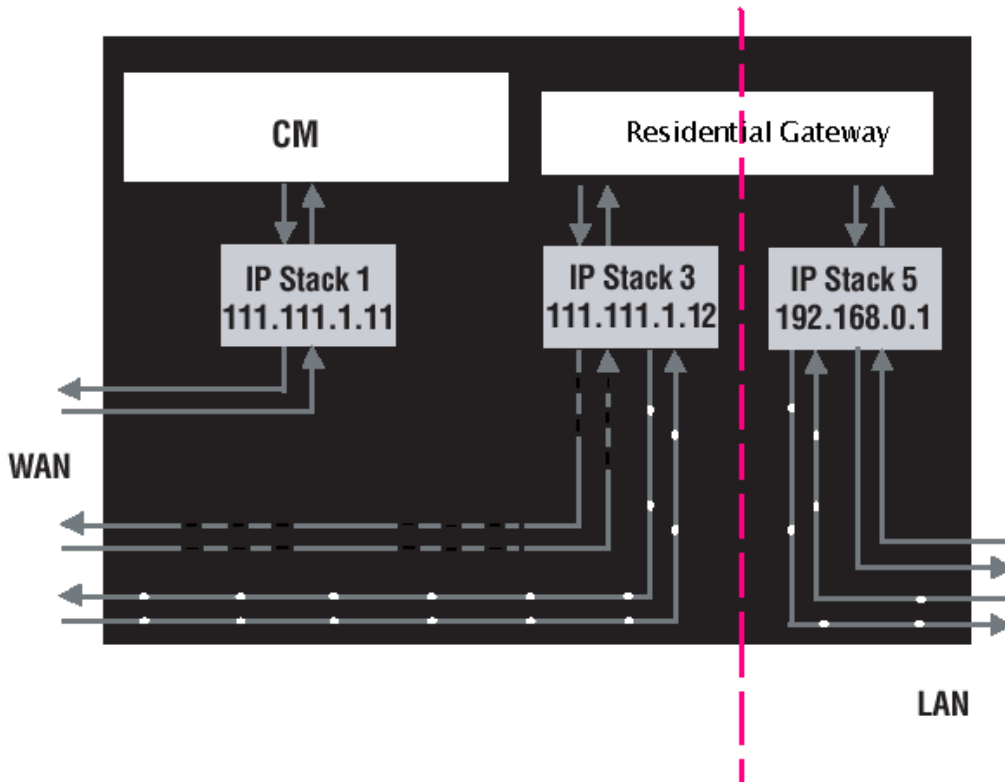 CM
Residential Gateway
IP Stack 1
111.111.1.11
IP Stack 3
111.111.1.12
IP Stack 5
192.168.0.1
WAN
LAN